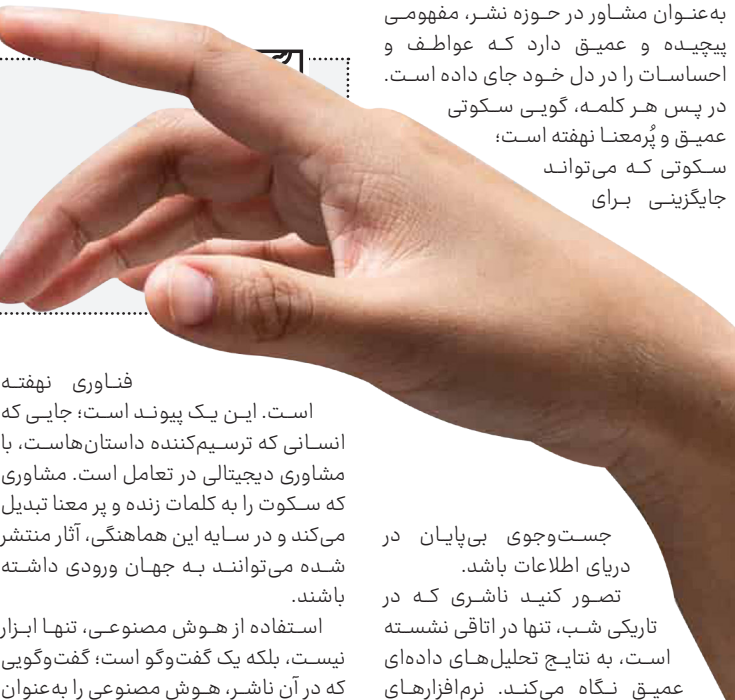 به‌عنوان مشاور در حوزه نشر، مفهومی
پیچیده و عمیق دارد که عواطف و
احساسات را در دل خود جای داده است.
در پس هر کلمه، گویی سکوتی
عمیق و پُرمعنا نهفته است؛
سکوتی که می‌تواند
جایگزینی برای
جست‌وجوی بی‌پایان در
دریای اطلاعات باشد.
تصور کنید ناشری که در
تاریکی شب، تنها در اتاقی نشسته
است، به نتایج تحلیل‌های داده‌ای
عمیق نگاه می‌کند. نرم‌افزارهای
فناوری نهفته
است. این یک پیوند است؛ جایی که
انسانی که ترسیم‌کننده داستان‌هاست، با
مشاوری دیجیتالی در تعامل است. مشاوری
که سکوت را به کلمات زنده و پر معنا تبدیل
می‌کند و در سایه این هماهنگی، آثار منتشر
شده می‌توانند به جهان ورودی داشته
باشند.
استفاده از هوش مصنوعی، تنها ابزار
نیست، بلکه یک گفت‌وگو است؛ گفت‌وگویی
که در آن ناشر، هوش مصنوعی را به‌عنوان